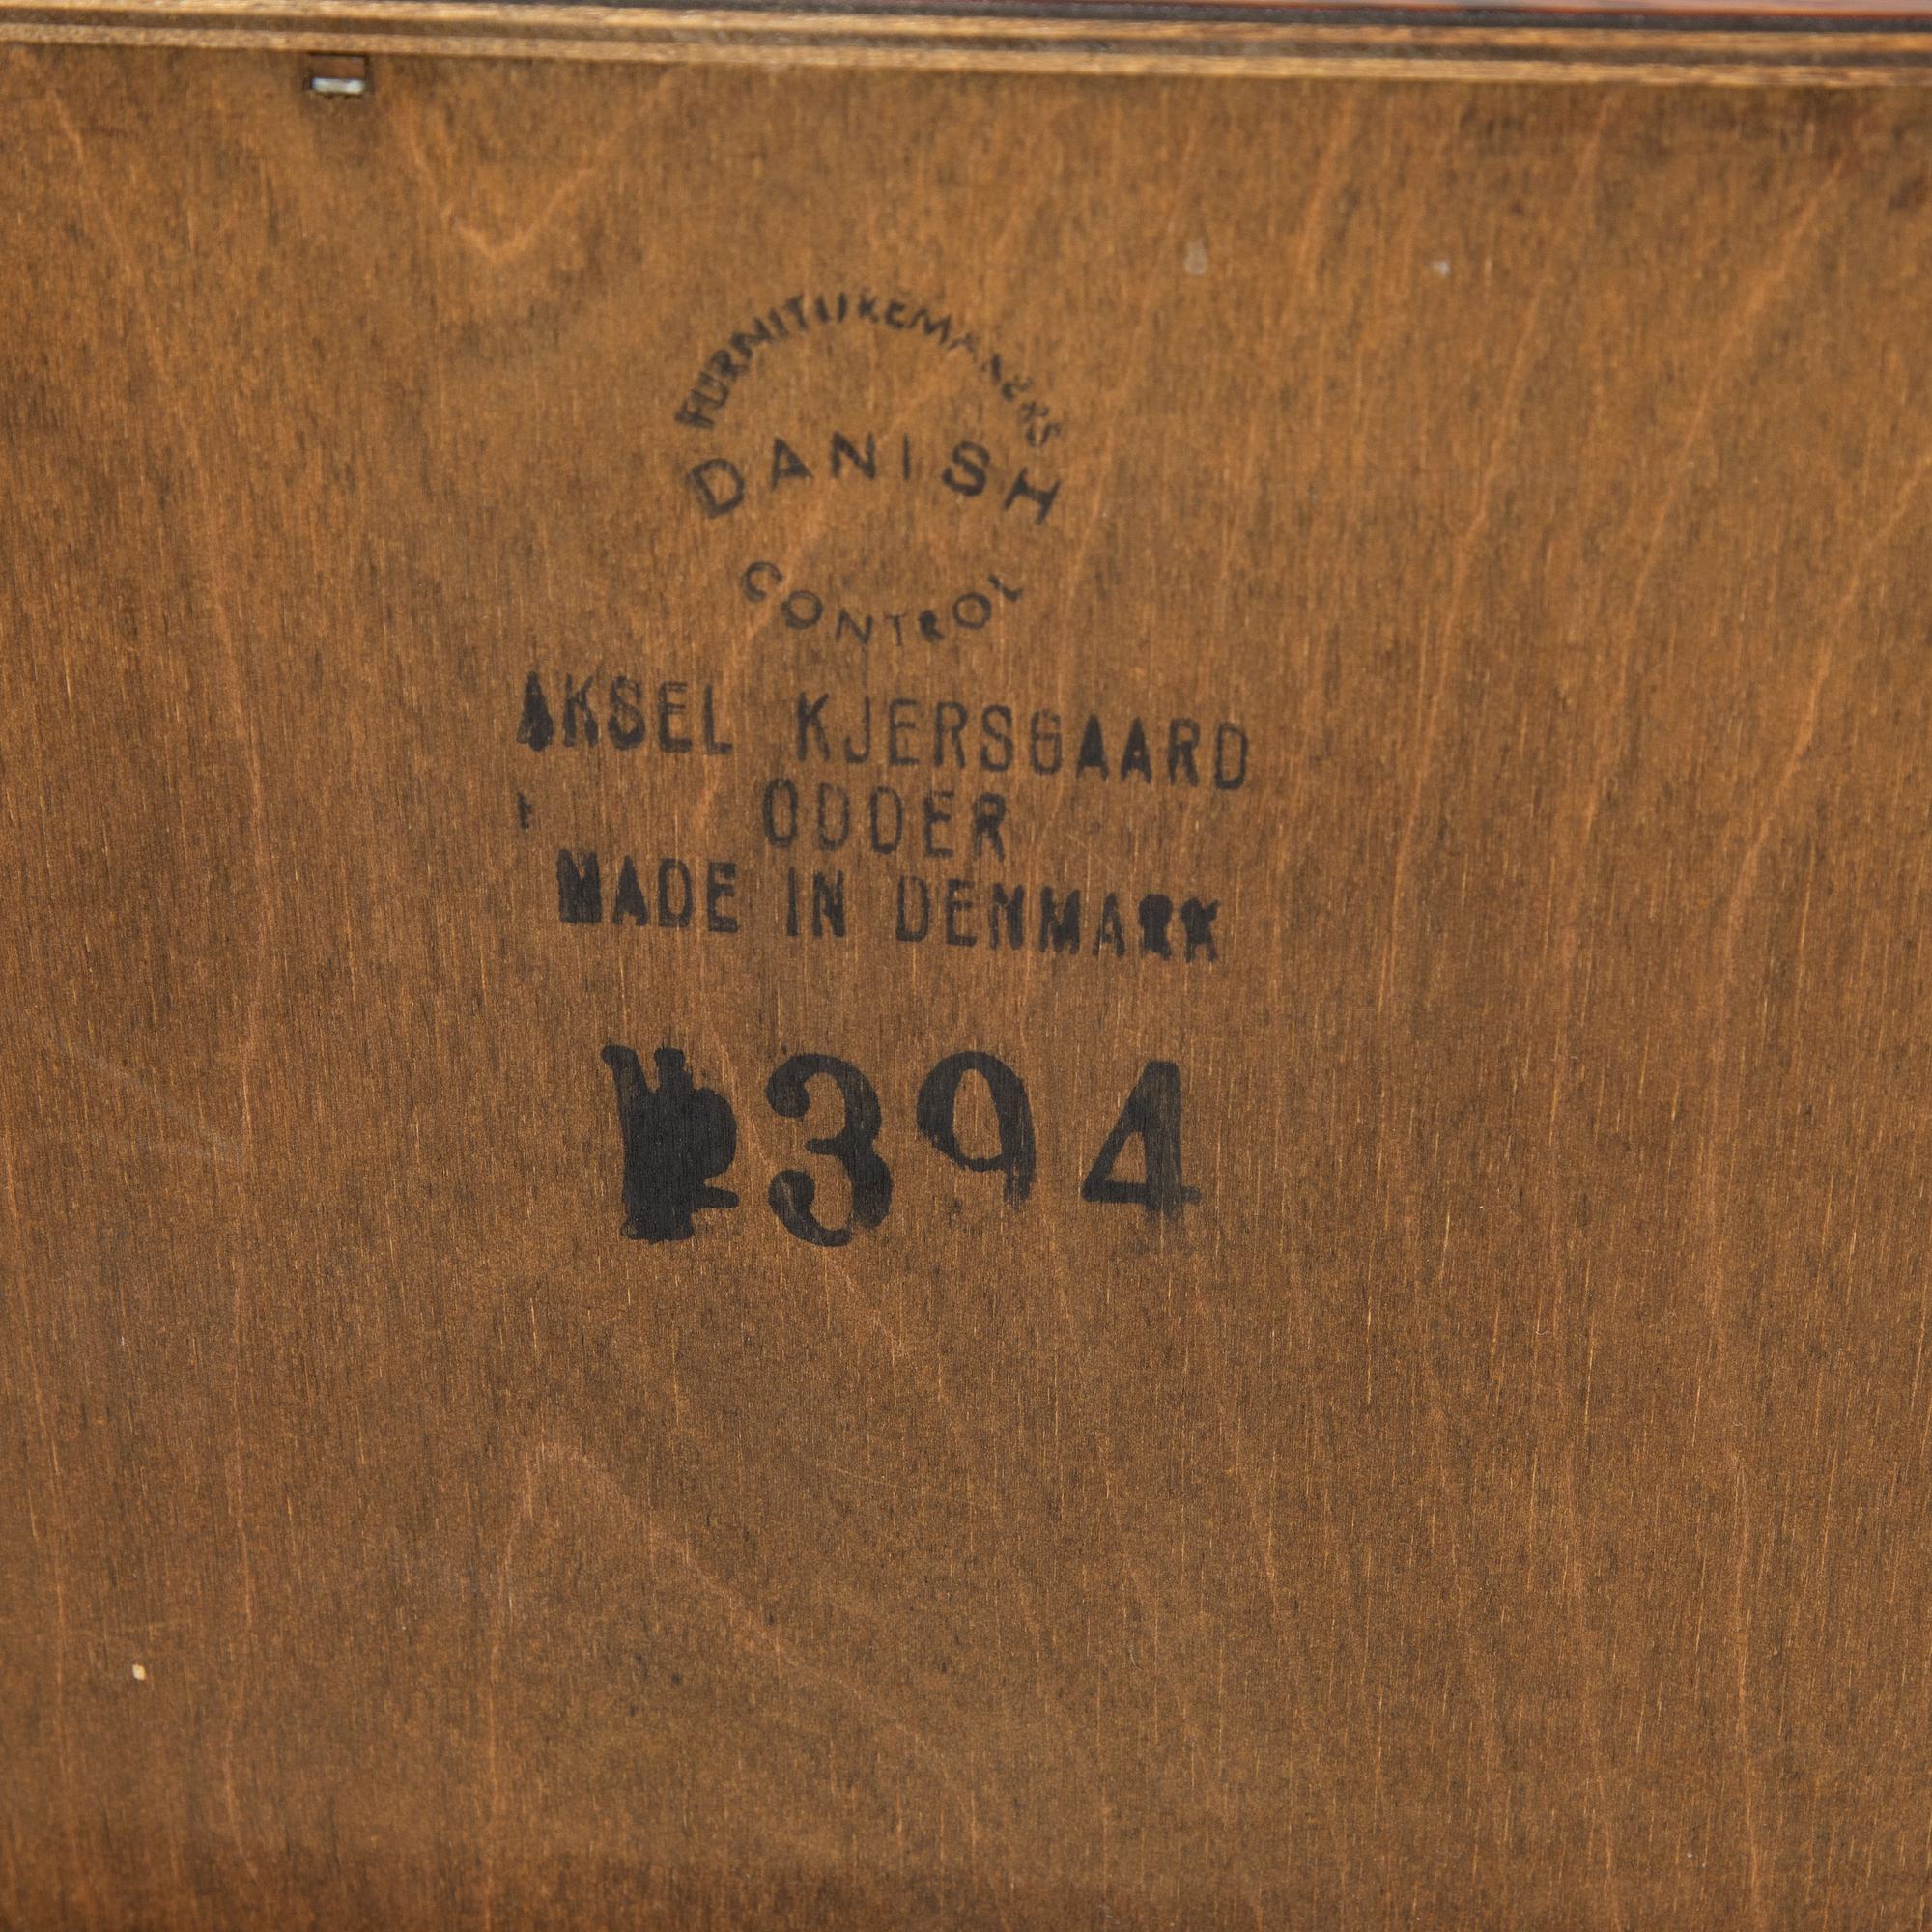 FURNITUREMAKERS
DANISH
CONTROL
AKSEL KJERSGAARD
ODDER
MADE IN DENMARK
394